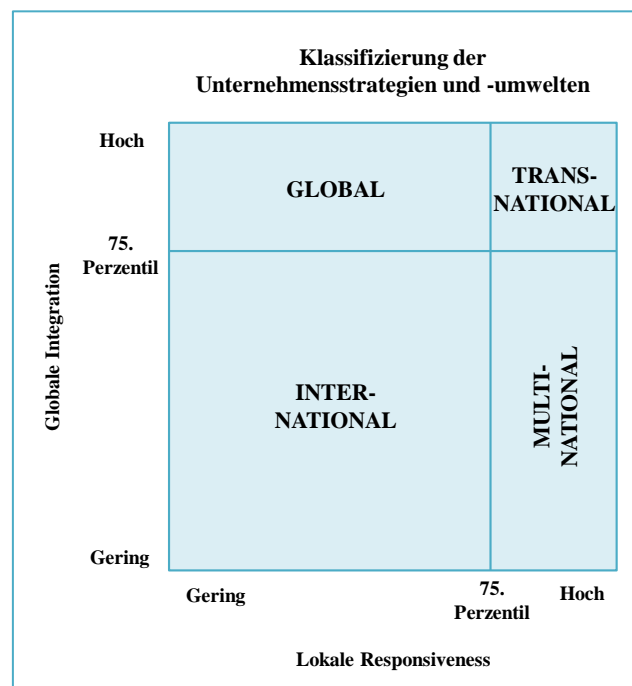 Klassifizierung der
Unternehmensstrategien und -umwelten
Hoch
GLOBAL
TRANS-
NATIONAL
75.
Perzentil
Globale Integration
INTER-
NATIONAL
MULTI-
NATIONAL
Gering
Gering
75.
Perzentil
Hoch
Lokale Responsiveness